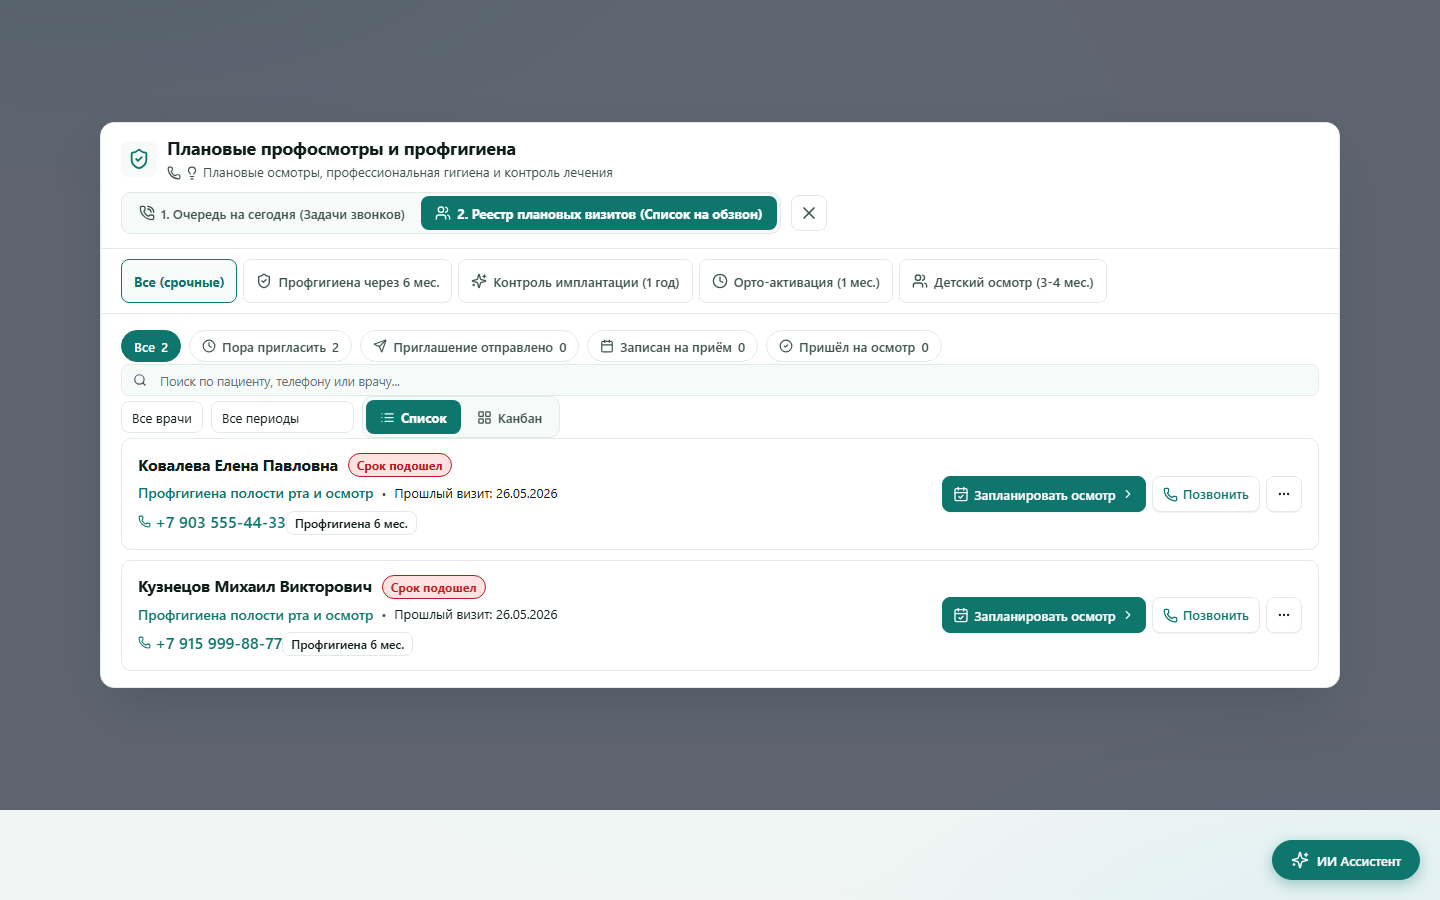 Плановые профосмотры и профгигиена
Плановые осмотры, профессиональная гигиена и контроль лечения
1. Очередь на сегодня (Задачи звонков)
2. Реестр плановых визитов (Список на обзвон)
Все (срочные)
Профгигиена через 6 мес.
Контроль имплантации (1 год)
Орто-активация (1 мес.)
Детский осмотр (3-4 мес.)
Все 2
Пора пригласить 2
Приглашение отправлено 0
Записан на приём 0
Пришёл на осмотр 0
Поиск по пациенту, телефону или врачу...
Все врачи
Все периоды
Список
Канбан
Ковалева Елена Павловна
Срок подошел
Профгигиена полости рта и осмотр • Прошлый визит: 26.05.2026
+7 903 555-44-33
Профгигиена 6 мес.
Запланировать осмотр
Позвонить
Кузнецов Михаил Викторович
Срок подошел
Профгигиена полости рта и осмотр • Прошлый визит: 26.05.2026
+7 915 999-88-77
Профгигиена 6 мес.
Запланировать осмотр
Позвонить
ИИ Ассистент